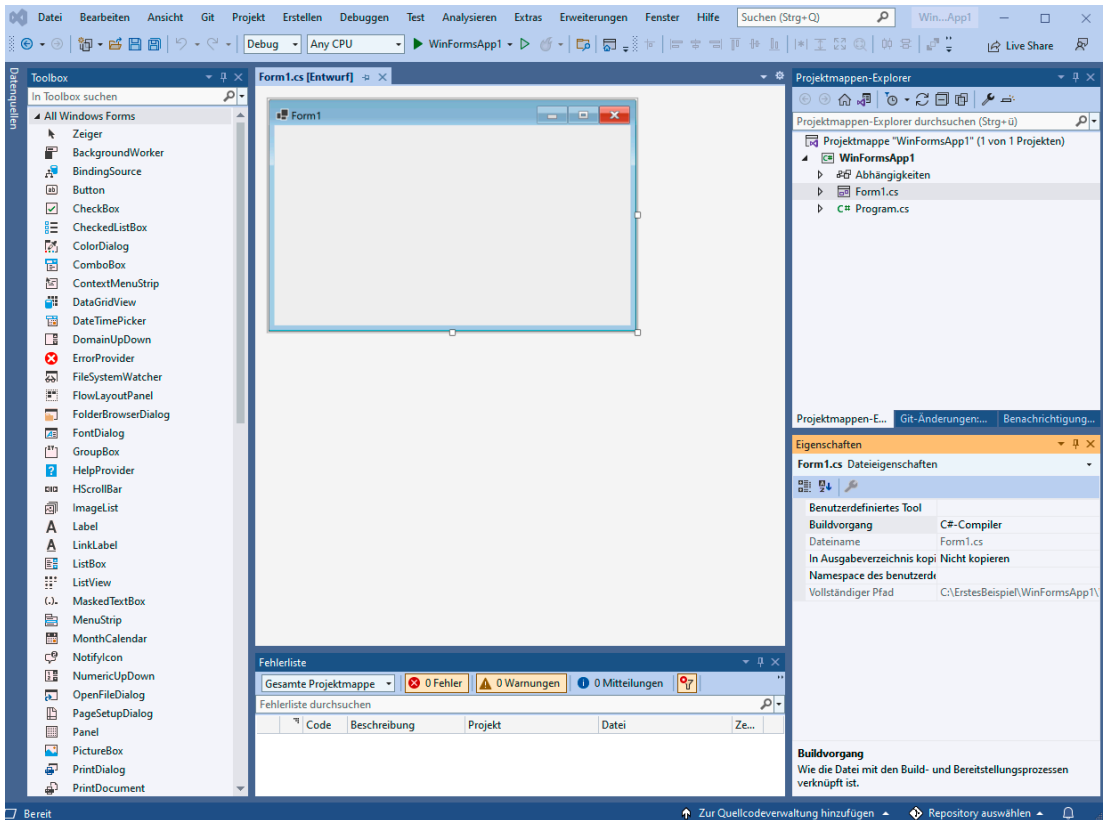 Datei Bearbeiten Ansicht Git Projekt Erstellen Debuggen Test Analysieren Extras Erweiterungen Fenster Hilfe Suchen (Strg+Q) Win...App1
Debug Any CPU WinFormsApp1 Live Share
Datenquellen
Toolbox
In Toolbox suchen
All Windows Forms
Zeiger
BackgroundWorker
BindingSource
Button
CheckBox
CheckedListBox
ColorDialog
ComboBox
ContextMenuStrip
DataGridView
DateTimePicker
DomainUpDown
ErrorProvider
FileSystemWatcher
FlowLayoutPanel
FolderBrowserDialog
FontDialog
GroupBox
HelpProvider
HScrollBar
ImageList
Label
LinkLabel
ListBox
ListView
MaskedTextBox
MenuStrip
MonthCalendar
NotifyIcon
NumericUpDown
OpenFileDialog
PageSetupDialog
Panel
PictureBox
PrintDialog
PrintDocument
Form1.cs [Entwurf]
Form1
Fehlerliste
Gesamte Projektmappe 0 Fehler 0 Warnungen 0 Mitteilungen
Fehlerliste durchsuchen
Code Beschreibung Projekt Datei Ze...
Projektmappen-Explorer
Projektmappen-Explorer durchsuchen (Strg+ü)
Projektmappe "WinFormsApp1" (1 von 1 Projekten)
WinFormsApp1
Abhängigkeiten
Form1.cs
C# Program.cs
Projektmappen-E... Git-Änderungen:... Benachrichtigung...
Eigenschaften
Form1.cs Dateieigenschaften
Benutzerdefiniertes Tool
Buildvorgang C#-Compiler
Dateiname Form1.cs
In Ausgabeverzeichnis kopi Nicht kopieren
Namespace des benutzerde
Vollständiger Pfad C:\ErstesBeispiel\WinFormsApp1\
Buildvorgang
Wie die Datei mit den Build- und Bereitstellungsprozessen
verknüpft ist.
Bereit Zur Quellcodeverwaltung hinzufügen Repository auswählen